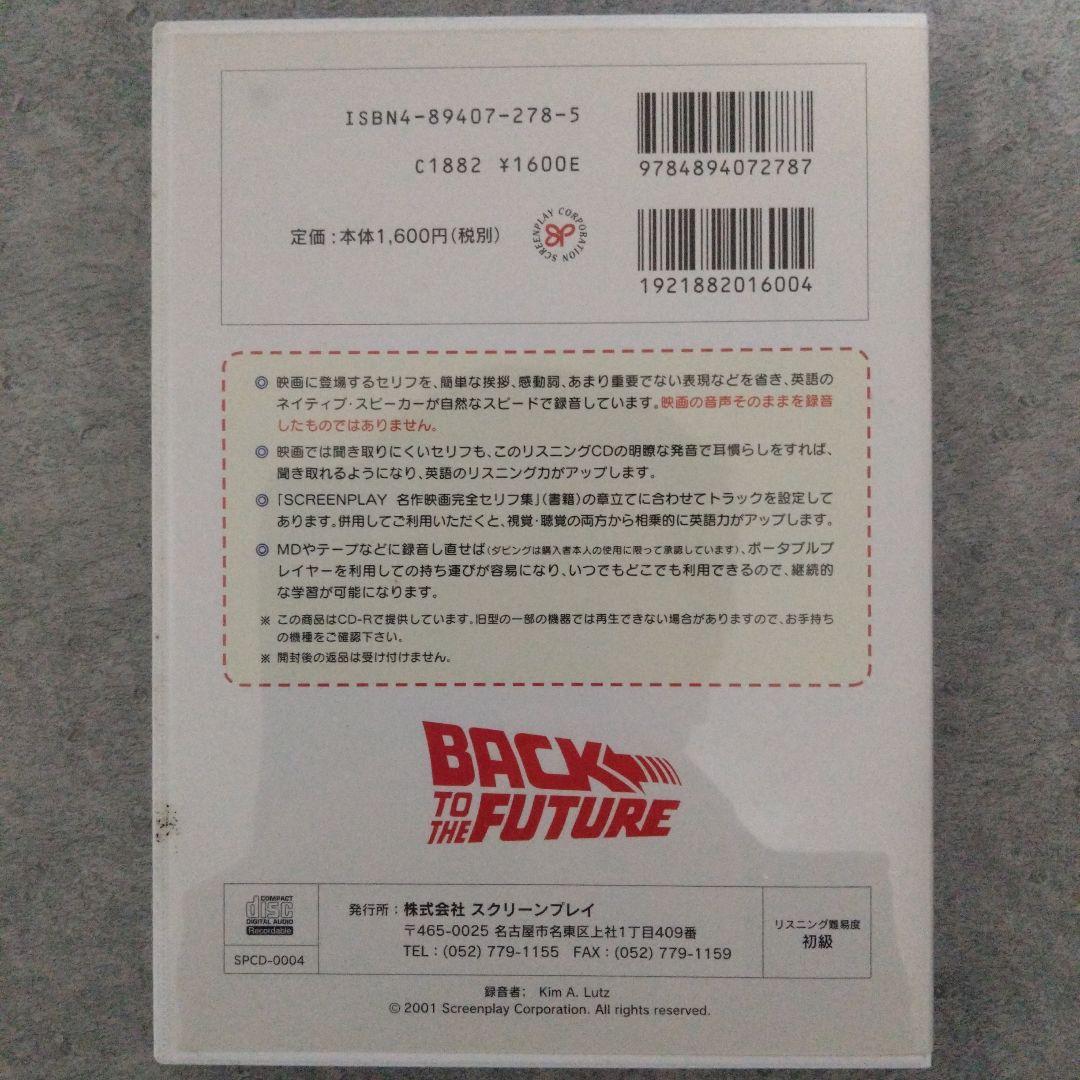 ISBN4-89407-278-5
C1882 ¥1600E
9784894072787
定価:本体1,600円(税別)
SCREENPLAY CORPORATION
SP
1921882016004
◎ 映画に登場するセリフを、簡単な挨拶、感動詞、あまり重要でない表現などを省き、英語の
ネイティブ・スピーカーが自然なスピードで録音しています。映画の音声そのままを録音
したものではありません。
◎ 映画では聞き取りにくいセリフも、このリスニングCDの明瞭な発音で耳慣らしをすれば、
聞き取れるようになり、英語のリスニング力がアップします。
◎ 「SCREENPLAY 名作映画完全セリフ集」(書籍)の章立てに合わせてトラックを設定して
あります。併用してご利用いただくと、視覚・聴覚の両方から相乗的に英語力がアップします。
◎ MDやテープなどに録音し直せば(ダビングは購入者本人の使用に限って承認しています)、ポータブルプ
レイヤーを利用しての持ち運びが容易になり、いつでもどこでも利用できるので、継続的
な学習が可能になります。
※ この商品はCD-Rで提供しています。旧型の一部の機器では再生できない場合がありますので、お手持ち
の機種をご確認下さい。
※ 開封後の返品は受け付けません。
BACK
TO THE FUTURE
COMPACT
disc
DIGITAL AUDIO
Recordable
SPCD-0004
発行所:株式会社 スクリーンプレイ
〒465-0025 名古屋市名東区上社1丁目409番
TEL:(052) 779-1155 FAX:(052) 779-1159
リスニング難易度
初級
録音者; Kim A. Lutz
© 2001 Screenplay Corporation. All rights reserved.